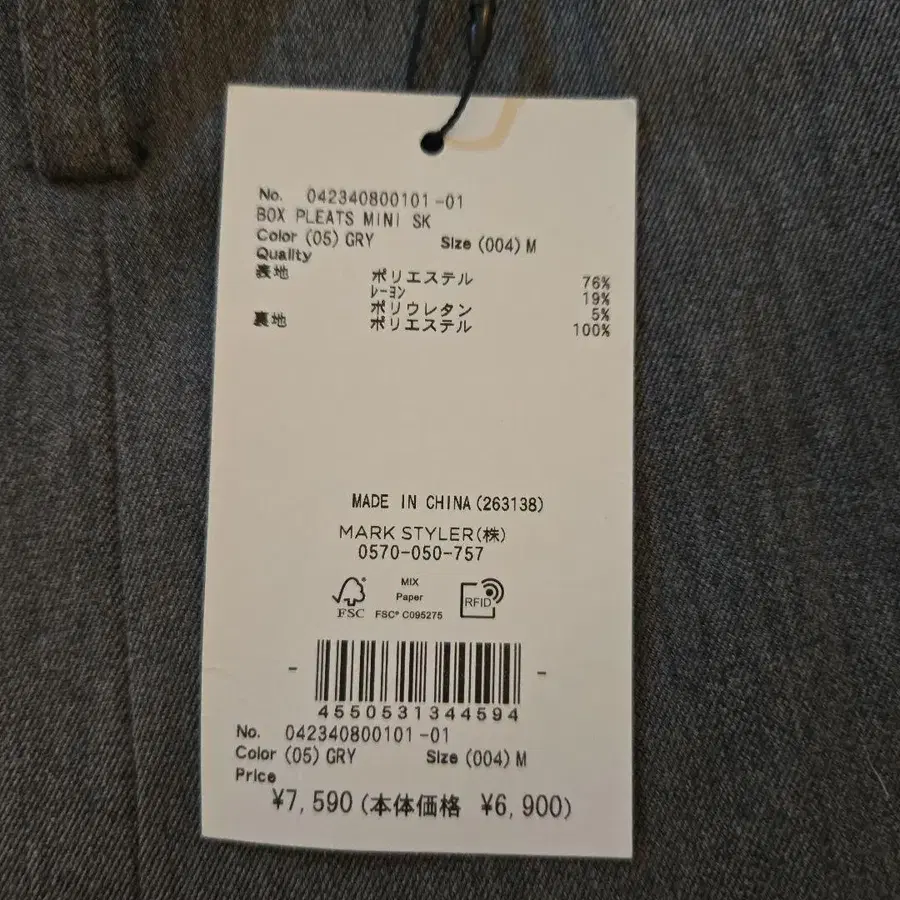 No. 042340800101-01
BOX PLEATS MINI SK
Color (05) GRY Size (004) M
Quality
表地 ポリエステル 76%
ﾚｰﾖﾝ 19%
ポリウレタン 5%
裏地 ポリエステル 100%
MADE IN CHINA (263138)
MARK STYLER(株)
0570-050-757
FSC
MIX
Paper
FSC® C095275
RFID
4550531344594
No. 042340800101-01
Color (05) GRY Size (004) M
Price
¥7,590 (本体価格 ¥6,900)